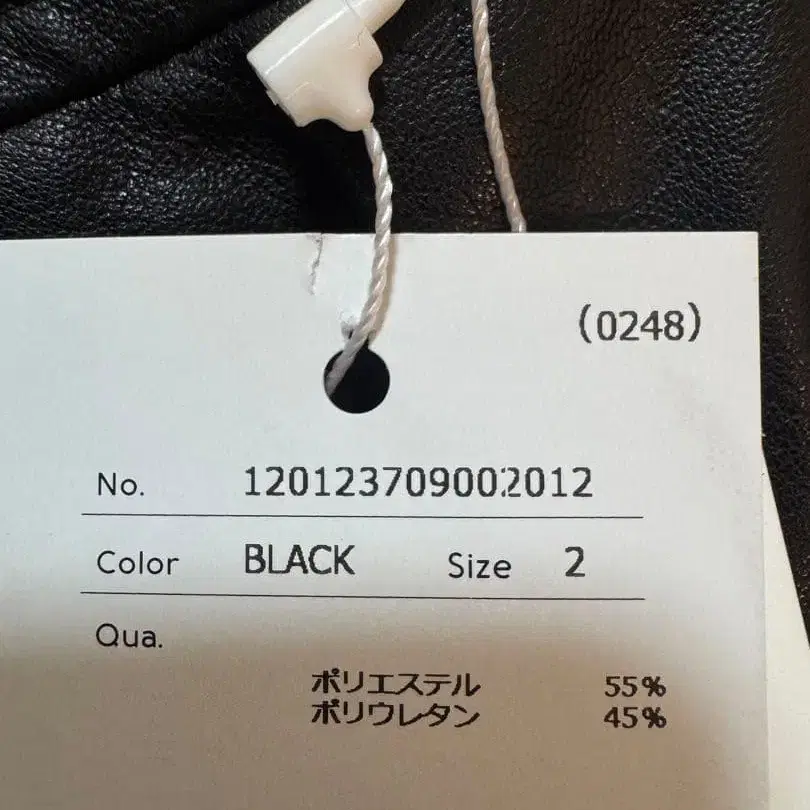 (0248)
No. 120123709002012
Color BLACK Size 2
Qua.
ポリエステル 55%
ポリウレタン 45%